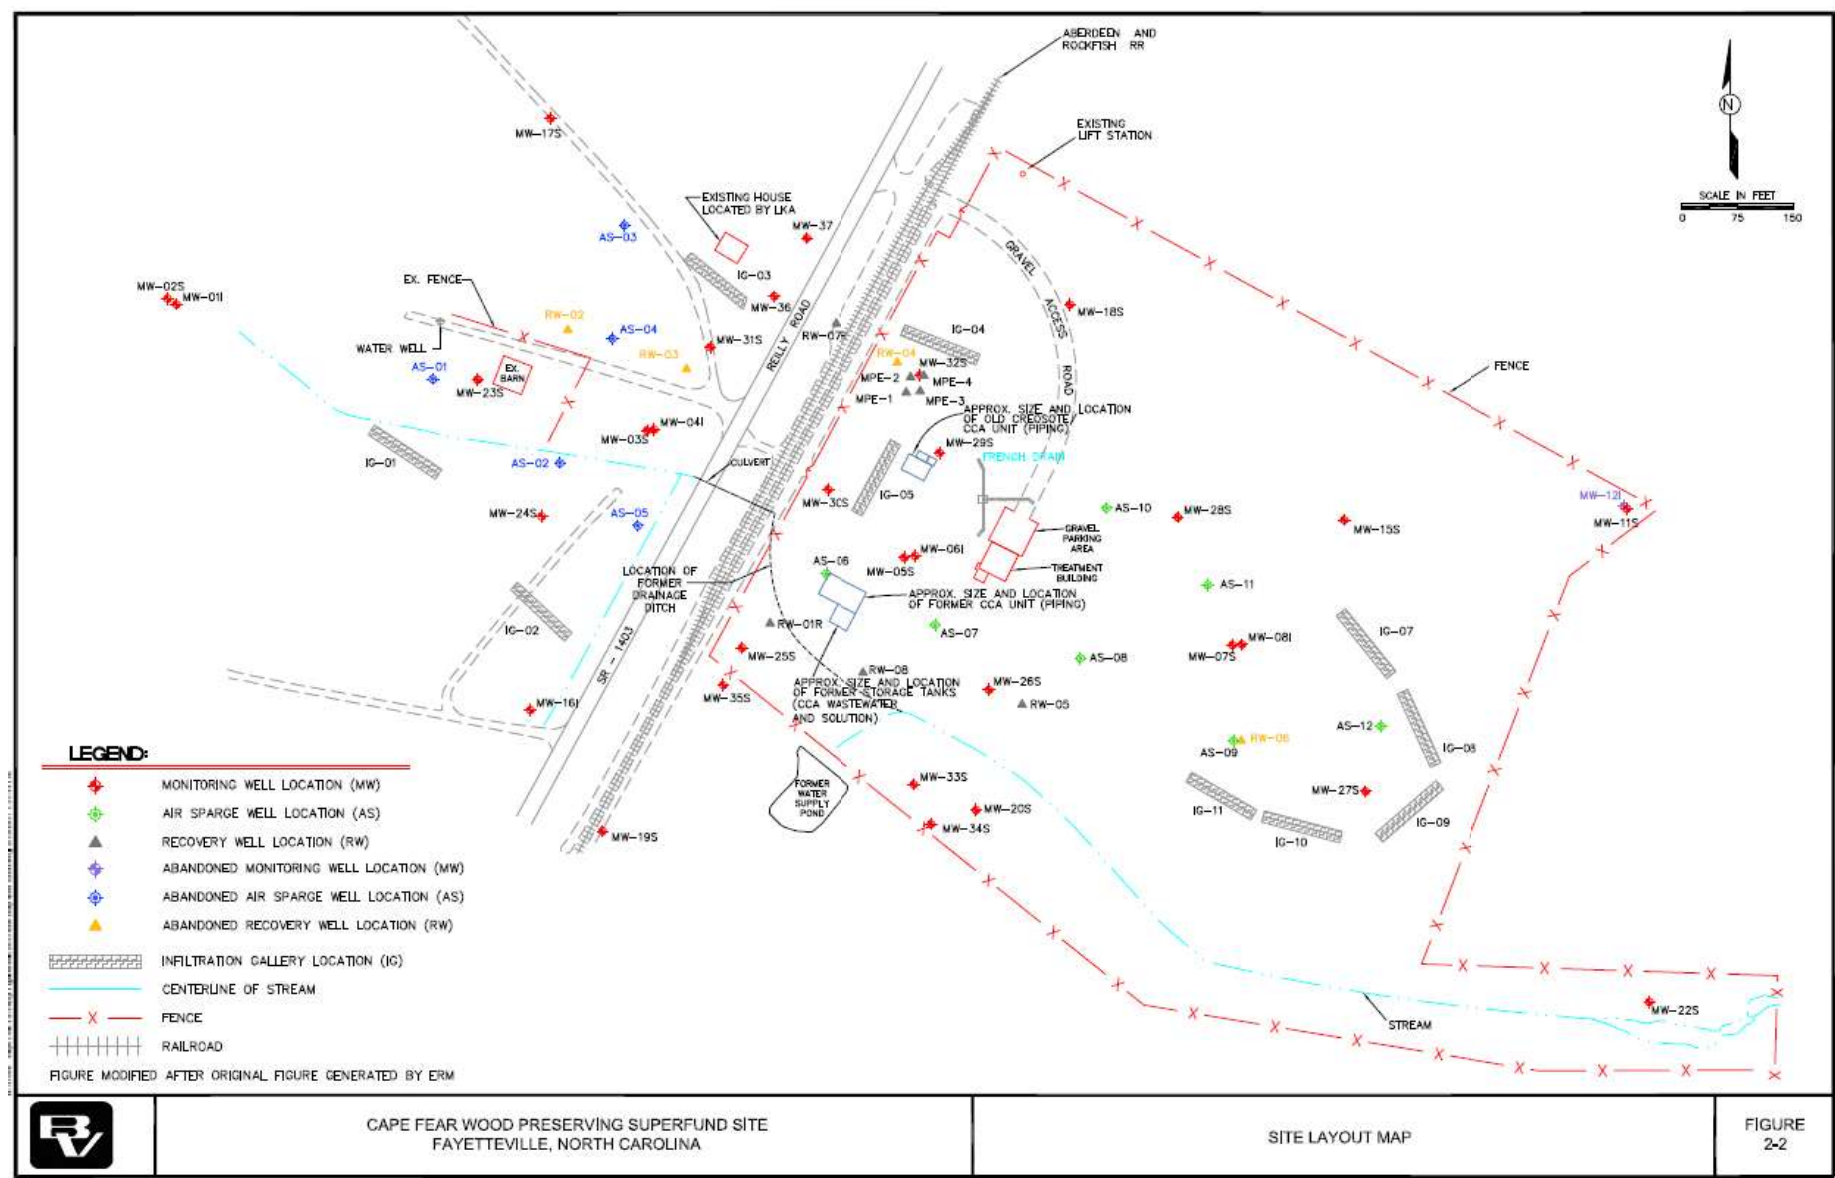 ABERDEEN AND
ROCKFISH RR
N
SCALE IN FEET
0 75 150
EXISTING
LIFT STATION
MW-17S
EXISTING HOUSE
LOCATED BY LKA
AS-03
MW-37
GRAVEL
ACCESS
ROAD
IG-03
EX. FENCE
MW-02S
MW-01I
MW-36
REILLY ROAD
MW-18S
RW-02
AS-04
RW-07R
IG-04
WATER WELL
MW-31S
RW-03
RW-04
MW-32S
AS-01
EX.
BARN
MPE-2
MPE-4
FENCE
MW-23S
MPE-1
MPE-3
APPROX. SIZE AND LOCATION
OF OLD CREOSOTE/
CCA UNIT (PIPING)
MW-04I
MW-03S
MW-29S
FRENCH DRAIN
IG-01
AS-02
CULVERT
IG-05
MW-30S
MW-12I
MW-11S
MW-24S
AS-05
AS-10
MW-28S
MW-15S
GRAVEL
PARKING
AREA
MW-06I
MW-05S
AS-06
TREATMENT
BUILDING
LOCATION OF
FORMER
DRAINAGE
DITCH
AS-11
APPROX. SIZE AND LOCATION
OF FORMER CCA UNIT (PIPING)
IG-02
RW-01R
AS-07
IG-07
SR - 1403
MW-25S
MW-08I
MW-07S
AS-08
RW-08
APPROX. SIZE AND LOCATION
OF FORMER STORAGE TANKS
(CCA WASTEWATER
AND SOLUTION)
MW-35S
MW-26S
RW-05
MW-16I
AS-12
AS-09
RW-06
IG-08
FORMER
WATER
SUPPLY
POND
MW-33S
MW-27S
IG-11
MW-20S
MW-34S
IG-09
MW-19S
IG-10
MW-22S
STREAM
LEGEND:
MONITORING WELL LOCATION (MW)
AIR SPARGE WELL LOCATION (AS)
RECOVERY WELL LOCATION (RW)
ABANDONED MONITORING WELL LOCATION (MW)
ABANDONED AIR SPARGE WELL LOCATION (AS)
ABANDONED RECOVERY WELL LOCATION (RW)
INFILTRATION GALLERY LOCATION (IG)
CENTERLINE OF STREAM
FENCE
RAILROAD
FIGURE MODIFIED AFTER ORIGINAL FIGURE GENERATED BY ERM
BV
CAPE FEAR WOOD PRESERVING SUPERFUND SITE
FAYETTEVILLE, NORTH CAROLINA
SITE LAYOUT MAP
FIGURE
2-2